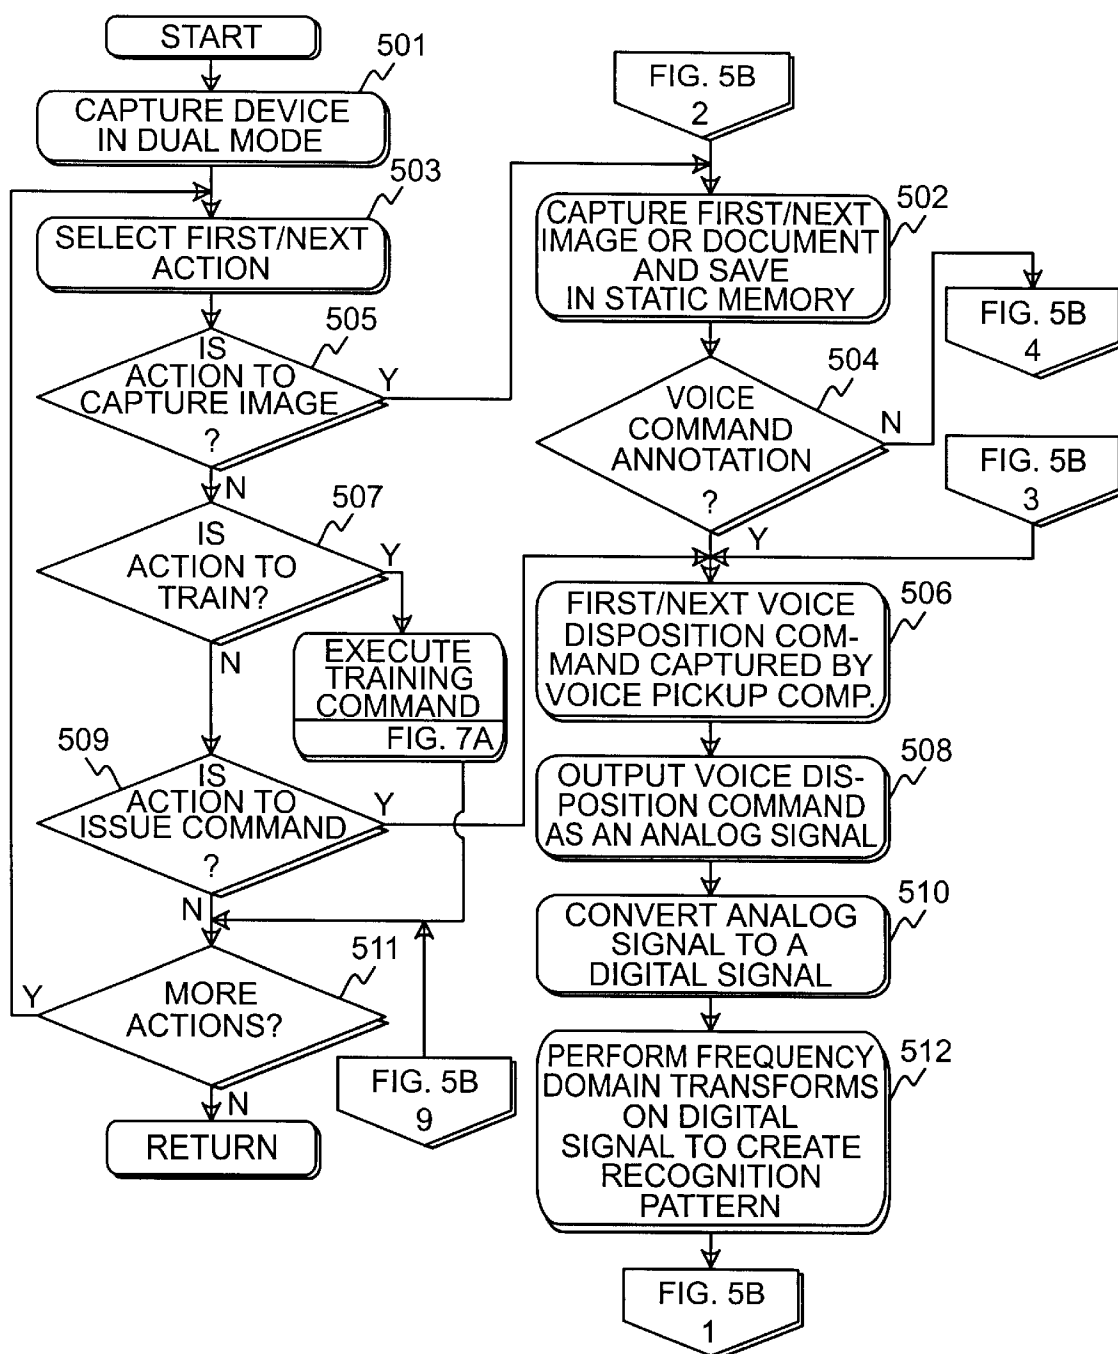 START
501
CAPTURE DEVICE
IN DUAL MODE
503
SELECT FIRST/NEXT
ACTION
505
IS
ACTION TO
CAPTURE IMAGE
?
Y
N
507
IS
ACTION TO
TRAIN?
Y
N
EXECUTE
TRAINING
COMMAND
FIG. 7A
509
IS
ACTION TO
ISSUE COMMAND
?
Y
N
511
MORE
ACTIONS?
Y
N
RETURN
FIG. 5B
9
FIG. 5B
2
502
CAPTURE FIRST/NEXT
IMAGE OR DOCUMENT
AND SAVE
IN STATIC MEMORY
FIG. 5B
4
504
VOICE
COMMAND
ANNOTATION
?
N
Y
FIG. 5B
3
506
FIRST/NEXT VOICE
DISPOSITION COM-
MAND CAPTURED BY
VOICE PICKUP COMP.
508
OUTPUT VOICE DIS-
POSITION COMMAND
AS AN ANALOG SIGNAL
510
CONVERT ANALOG
SIGNAL TO A
DIGITAL SIGNAL
512
PERFORM FREQUENCY
DOMAIN TRANSFORMS
ON DIGITAL
SIGNAL TO CREATE
RECOGNITION
PATTERN
FIG. 5B
1